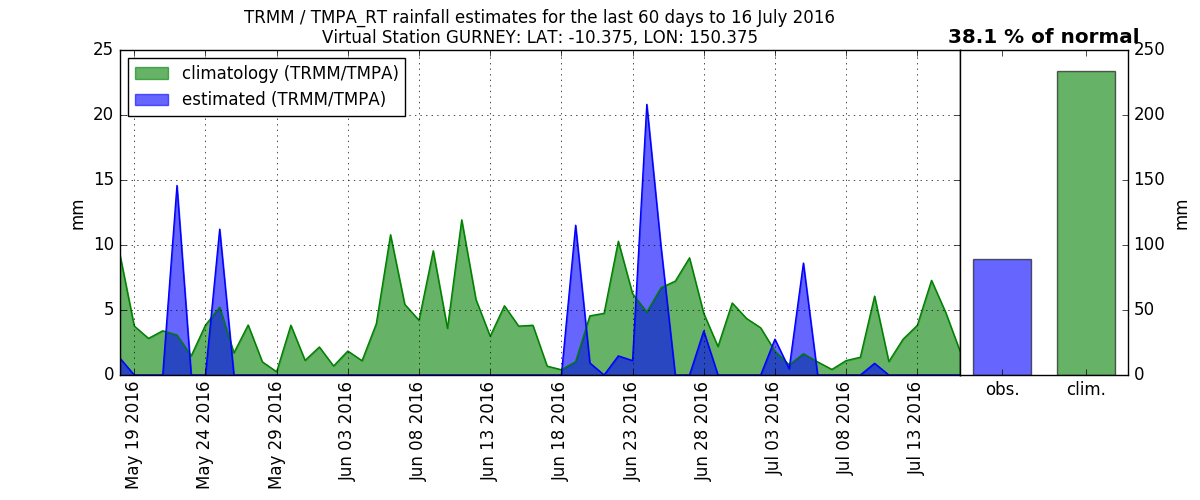 TRMM / TMPA_RT rainfall estimates for the last 60 days to 16 July 2016
Virtual Station GURNEY: LAT: -10.375, LON: 150.375
38.1 % of normal
climatology (TRMM/TMPA)
estimated (TRMM/TMPA)
25
20
15
10
5
0
mm
May 19 2016
May 24 2016
May 29 2016
Jun 03 2016
Jun 08 2016
Jun 13 2016
Jun 18 2016
Jun 23 2016
Jun 28 2016
Jul 03 2016
Jul 08 2016
Jul 13 2016
obs.
clim.
250
200
150
100
50
0
mm